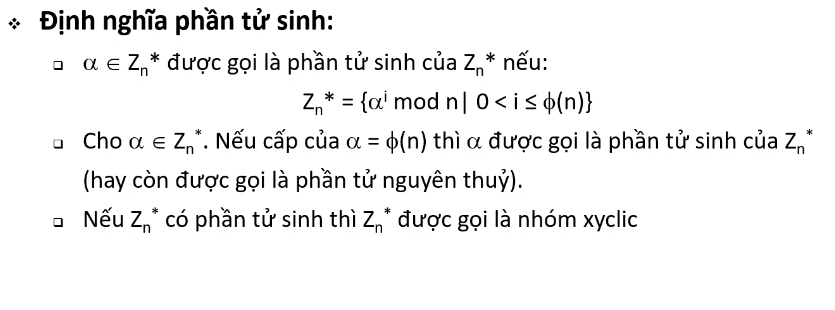 ❖ Định nghĩa phần tử sinh:
❑ α ∈ Zn* được gọi là phần tử sinh của Zn* nếu:
Zn* = {αⁱ mod n| 0 < i ≤ ϕ(n)}
❑ Cho α ∈ Zn*. Nếu cấp của α = ϕ(n) thì α được gọi là phần tử sinh của Zn*
(hay còn được gọi là phần tử nguyên thuỷ).
❑ Nếu Zn* có phần tử sinh thì Zn* được gọi là nhóm xyclic